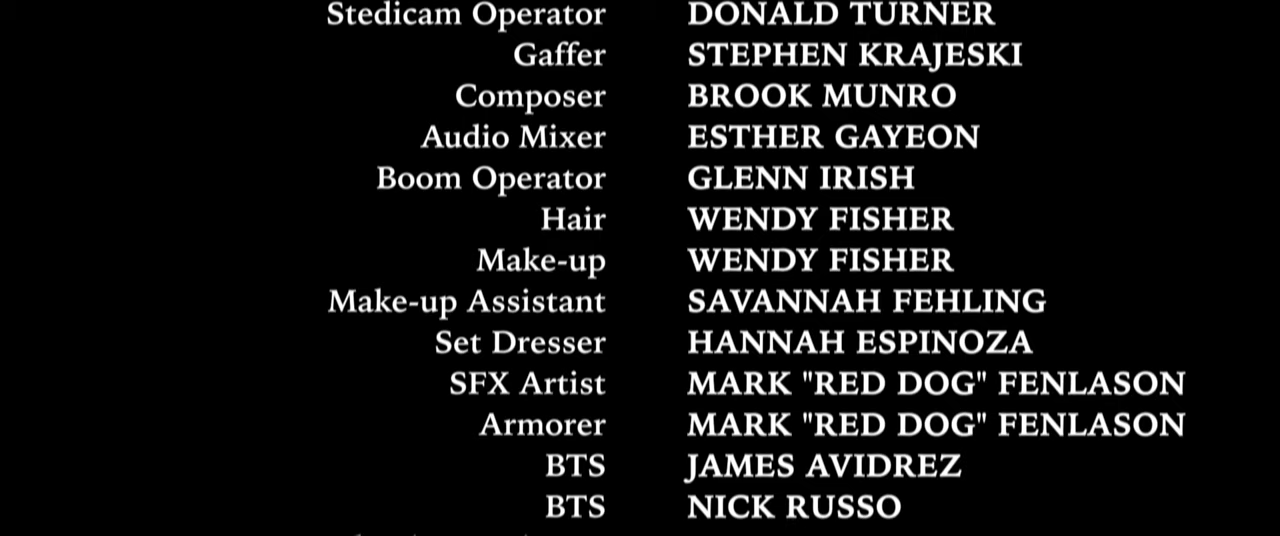 Stedicam Operator DONALD TURNER
Gaffer STEPHEN KRAJESKI
Composer BROOK MUNRO
Audio Mixer ESTHER GAYEON
Boom Operator GLENN IRISH
Hair WENDY FISHER
Make-up WENDY FISHER
Make-up Assistant SAVANNAH FEHLING
Set Dresser HANNAH ESPINOZA
SFX Artist MARK "RED DOG" FENLASON
Armorer MARK "RED DOG" FENLASON
BTS JAMES AVIDREZ
BTS NICK RUSSO